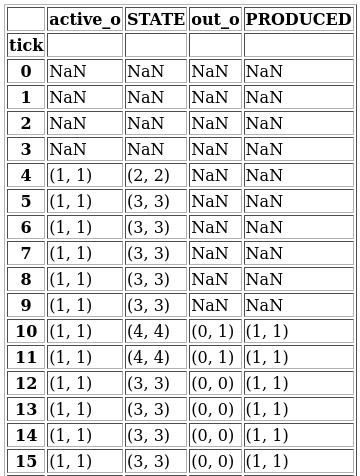 active_o STATE out_o PRODUCED
tick
0 NaN NaN NaN NaN
1 NaN NaN NaN NaN
2 NaN NaN NaN NaN
3 NaN NaN NaN NaN
4 (1, 1) (2, 2) NaN NaN
5 (1, 1) (3, 3) NaN NaN
6 (1, 1) (3, 3) NaN NaN
7 (1, 1) (3, 3) NaN NaN
8 (1, 1) (3, 3) NaN NaN
9 (1, 1) (3, 3) NaN NaN
10 (1, 1) (4, 4) (0, 1) (1, 1)
11 (1, 1) (4, 4) (0, 1) (1, 1)
12 (1, 1) (3, 3) (0, 0) (1, 1)
13 (1, 1) (3, 3) (0, 0) (1, 1)
14 (1, 1) (3, 3) (0, 0) (1, 1)
15 (1, 1) (3, 3) (0, 0) (1, 1)